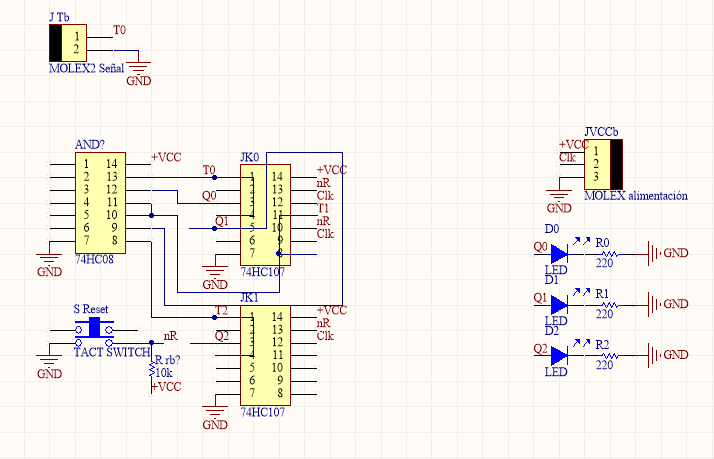 J Tb
1
T0
2
MOLEX2 Señal
GND
AND?
1 14
+VCC
2 13
3 12
4 11
5 10
6 9
7 8
GND
74HC08
JK0
T0
1 14
+VCC
2 13
nR
Q0
3 12
Clk
4 11
T1
Q1
5 10
nR
6 9
Clk
7 8
GND
74HC107
JK1
T2
1 14
+VCC
2 13
nR
Q2
3 12
Clk
4 11
5 10
6 9
7 8
GND
74HC107
S Reset
nR
TACT SWITCH
GND
R rb?
10k
+VCC
JVCCb
+VCC
1
Clk
2
3
GND
MOLEX alimentación
D0
Q0
R0
GND
LED
220
D1
Q1
R1
GND
LED
220
D2
Q2
R2
GND
LED
220